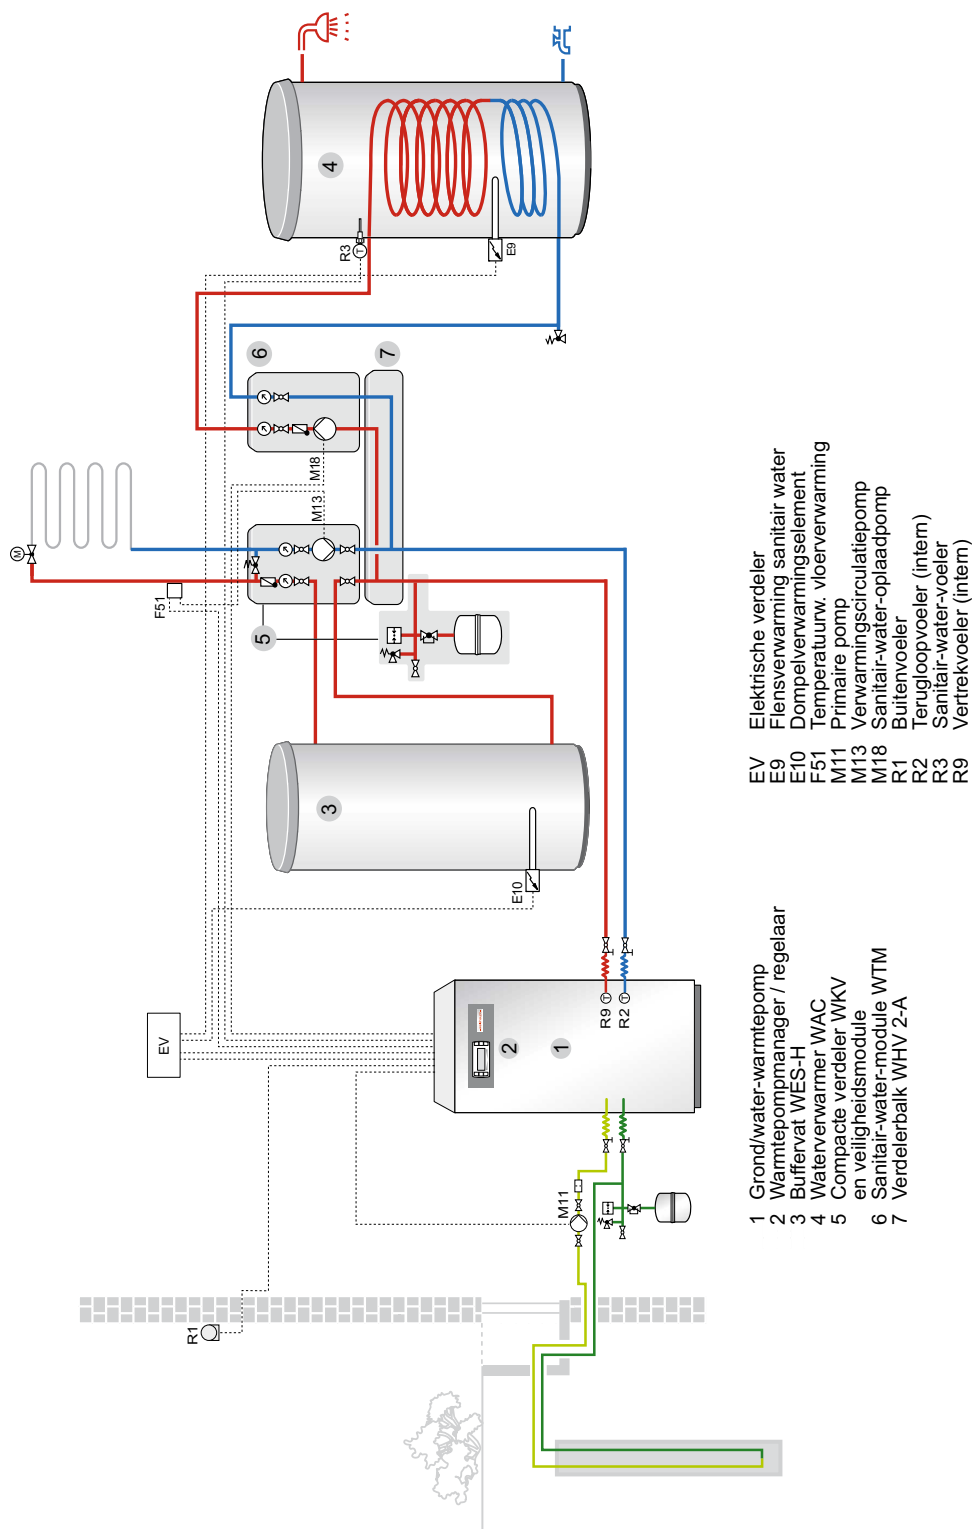 R1
EV
M11
2
1
R9
R2
E10
3
F51
5
M13
M18
6
7
R3
E9
4
M
T
T
T
1 Grond/water-warmtepomp
2 Warmtepompmanager / regelaar
3 Buffervat WES-H
4 Waterverwarmer WAC
5 Compacte verdeler WKV
en veiligheidsmodule
6 Sanitair-water-module WTM
7 Verdelerbalk WHV 2-A
EV Elektrische verdeler
E9 Flensverwarming sanitair water
E10 Dompelverwarmingselement
F51 Temperatuurw. vloerverwarming
M11 Primaire pomp
M13 Verwarmingscirculatiepomp
M18 Sanitair-water-oplaadpomp
R1 Buitenvoeler
R2 Terugloopvoeler (intern)
R3 Sanitair-water-voeler
R9 Vertrekvoeler (intern)